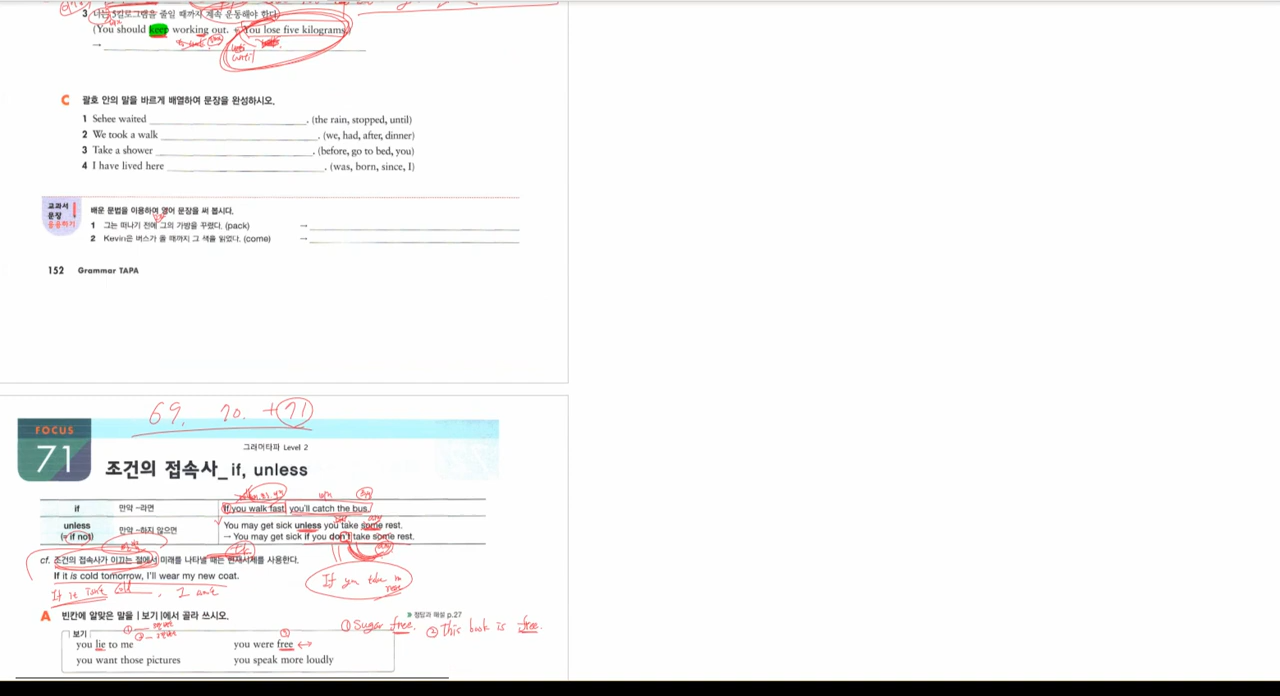 3 나는 5킬로그램을 줄일 때까지 계속 운동해야 한다.
(You should keep working out. + You lose five kilograms.)
→
until
C 괄호 안의 말을 바르게 배열하여 문장을 완성하시오.
1 Sehee waited ______. (the rain, stopped, until)
2 We took a walk ______. (we, had, after, dinner)
3 Take a shower ______. (before, go to bed, you)
4 I have lived here ______. (was, born, since, I)
교과서 문장 응용하기
배운 문법을 이용하여 영어 문장을 써 봅시다.
1 그는 떠나기 전에 그의 가방을 꾸렸다. (pack) →
2 Kevin은 버스가 올 때까지 그 책을 읽었다. (come) →
152 Grammar TAPA
69, 70. + 71
FOCUS
71
그래머타파 Level 2
조건의 접속사_ if, unless
if 만약 ~라면 If you walk fast, you'll catch the bus.
unless (= if not) 만약 ~하지 않으면 You may get sick unless you take some rest.
→ You may get sick if you don't take some rest.
cf. 조건의 접속사가 이끄는 절에서 미래를 나타낼 때는 현재시제를 사용한다.
If it is cold tomorrow, I'll wear my new coat.
If you take no rest
If it isn't cold, I
A 빈칸에 알맞은 말을 | 보기 |에서 골라 쓰시오.
» 정답과 해설 p.27
① Sugar free. ② This book is free.
보기
you lie to me you were free ↔
you want those pictures you speak more loudly